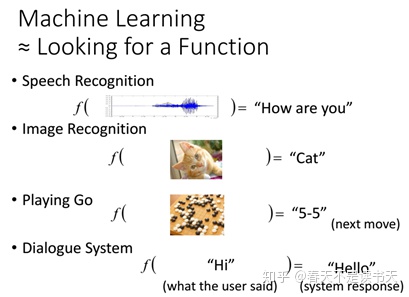 Machine Learning
≈ Looking for a Function
• Speech Recognition
f( )= “How are you”
• Image Recognition
f( )= “Cat”
• Playing Go
f( )= “5-5”
(next move)
• Dialogue System
f( “Hi” )= “Hello”
(what the user said) (system response)
知乎 @春天不是读书天